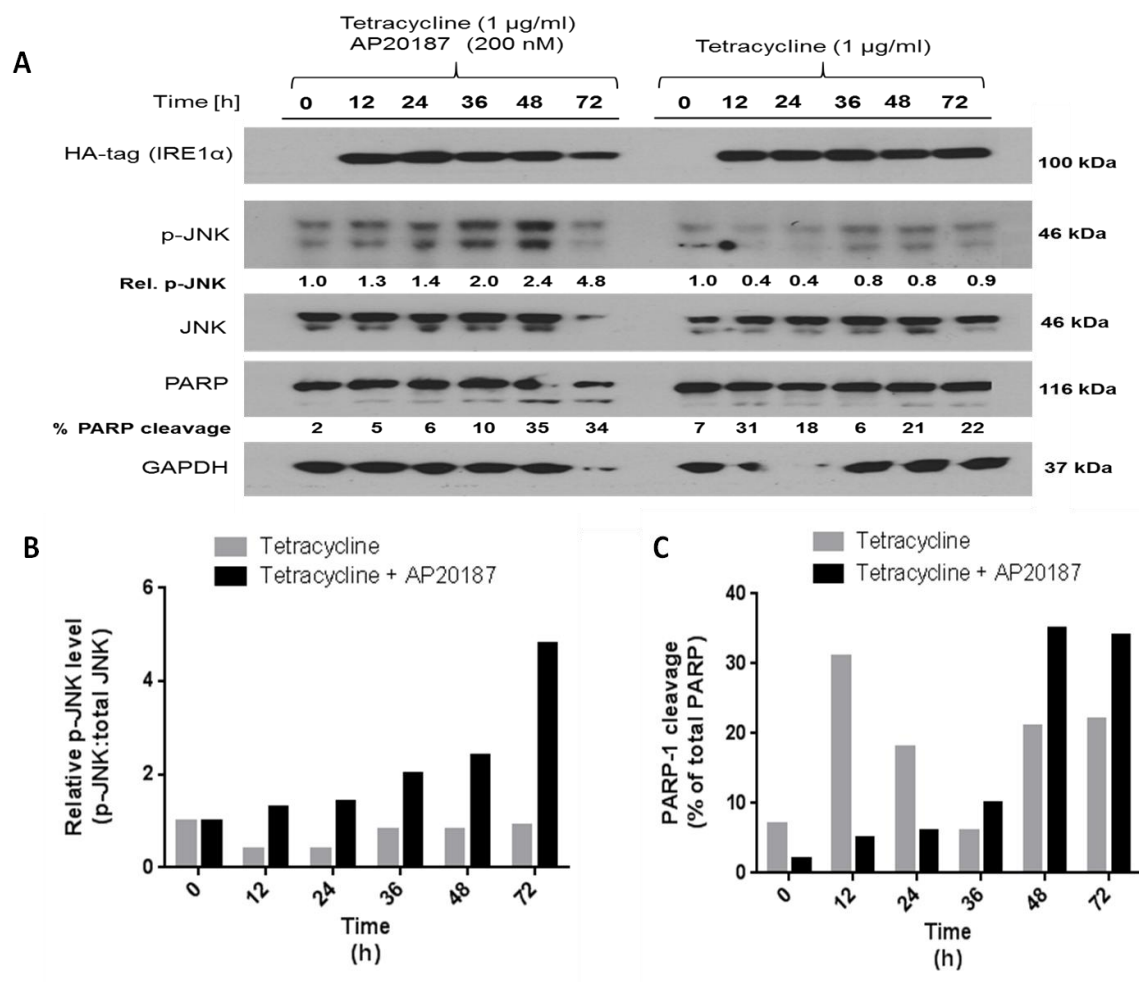 A
Tetracycline (1 µg/ml)
AP20187 (200 nM)
Tetracycline (1 µg/ml)
Time [h] 0 12 24 36 48 72 0 12 24 36 48 72
HA-tag (IRE1α) 100 kDa
p-JNK 46 kDa
Rel. p-JNK 1.0 1.3 1.4 2.0 2.4 4.8 1.0 0.4 0.4 0.8 0.8 0.9
JNK 46 kDa
PARP 116 kDa
% PARP cleavage 2 5 6 10 35 34 7 31 18 6 21 22
GAPDH 37 kDa
B
Tetracycline
Tetracycline + AP20187
Relative p-JNK level
(p-JNK:total JNK)
6
4
2
0
0 12 24 36 48 72
Time
(h)
C
Tetracycline
Tetracycline + AP20187
PARP-1 cleavage
(% of total PARP)
40
30
20
10
0
0 12 24 36 48 72
Time
(h)